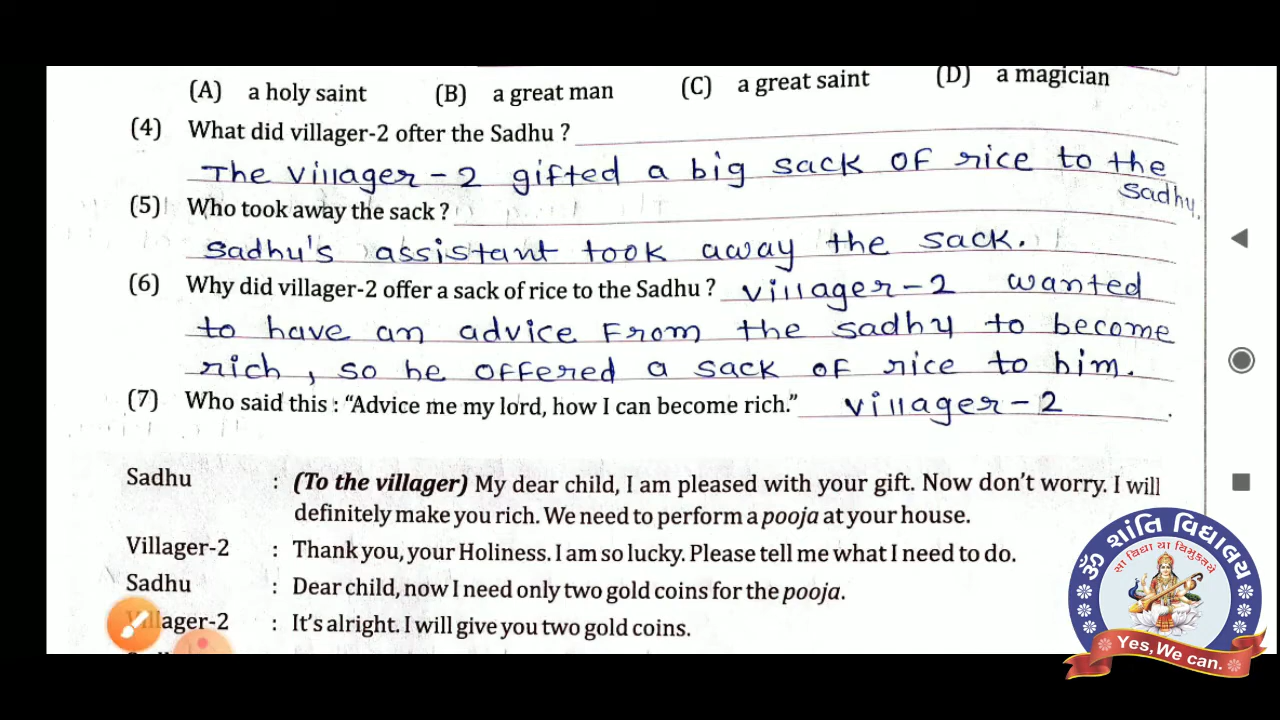 (A) a holy saint (B) a great man (C) a great saint (D) a magician
(4) What did villager-2 ofter the Sadhu ?
The Villager-2 gifted a big sack of rice to the
sadhy.
(5) Who took away the sack ?
Sadhu's assistant took away the sack.
(6) Why did villager-2 offer a sack of rice to the Sadhu ? Villager-2 wanted
to have an advice From the sadhy to become
rich, so he offered a sack of rice to him.
(7) Who said this : “Advice me my lord, how I can become rich.” Villager-2.
Sadhu : (To the villager) My dear child, I am pleased with your gift. Now don't worry. I will
definitely make you rich. We need to perform a pooja at your house.
Villager-2 : Thank you, your Holiness. I am so lucky. Please tell me what I need to do.
Sadhu : Dear child, now I need only two gold coins for the pooja.
Villager-2 : It's alright. I will give you two gold coins.
ૐ શાંતિ વિદ્યાલય
સા વિદ્યા યા વિમુક્તયે
Yes, We can.